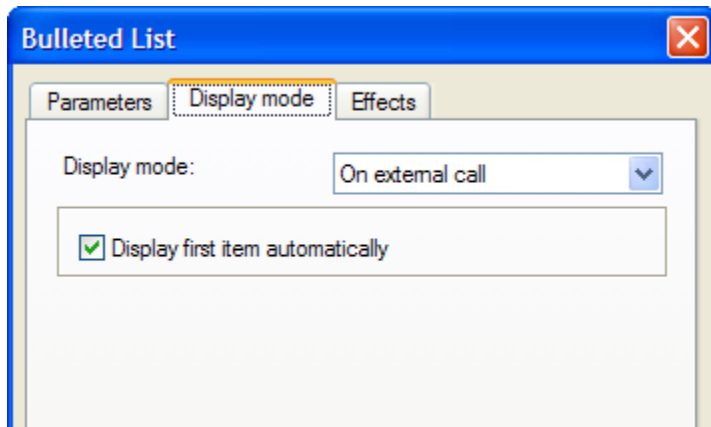 Bulleted List
Parameters Display mode Effects
Display mode: On external call
Display first item automatically